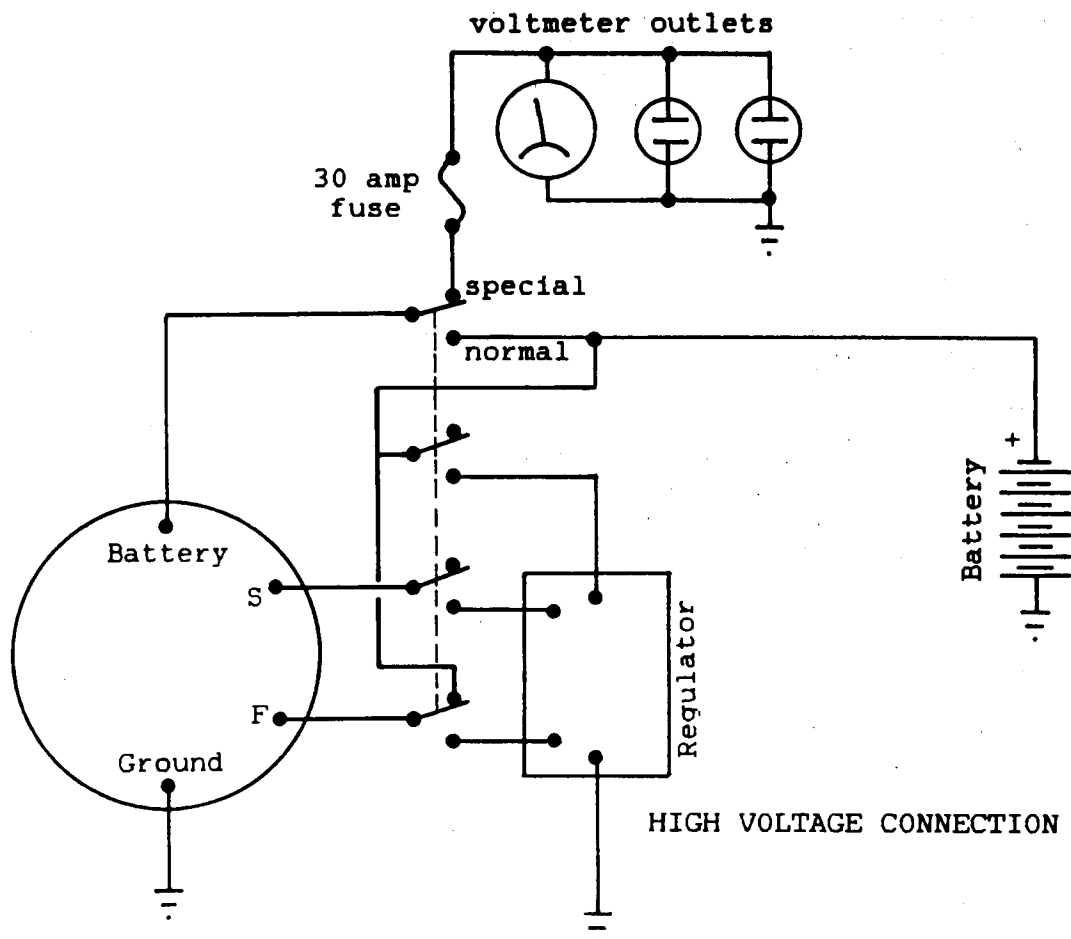 voltmeter outlets
30 amp
fuse
special
normal
+
Battery
Battery
S
Regulator
F
Ground
HIGH VOLTAGE CONNECTION